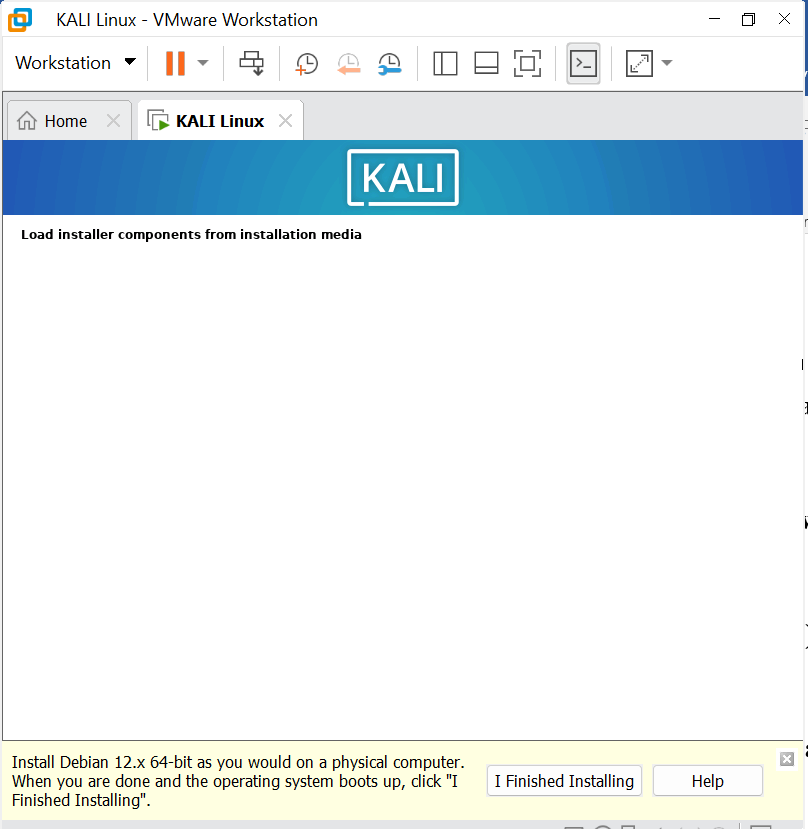 KALI Linux - VMware Workstation
Workstation
Home
KALI Linux
KALI
Load installer components from installation media
Install Debian 12.x 64-bit as you would on a physical computer.
When you are done and the operating system boots up, click "I
Finished Installing".
I Finished Installing
Help